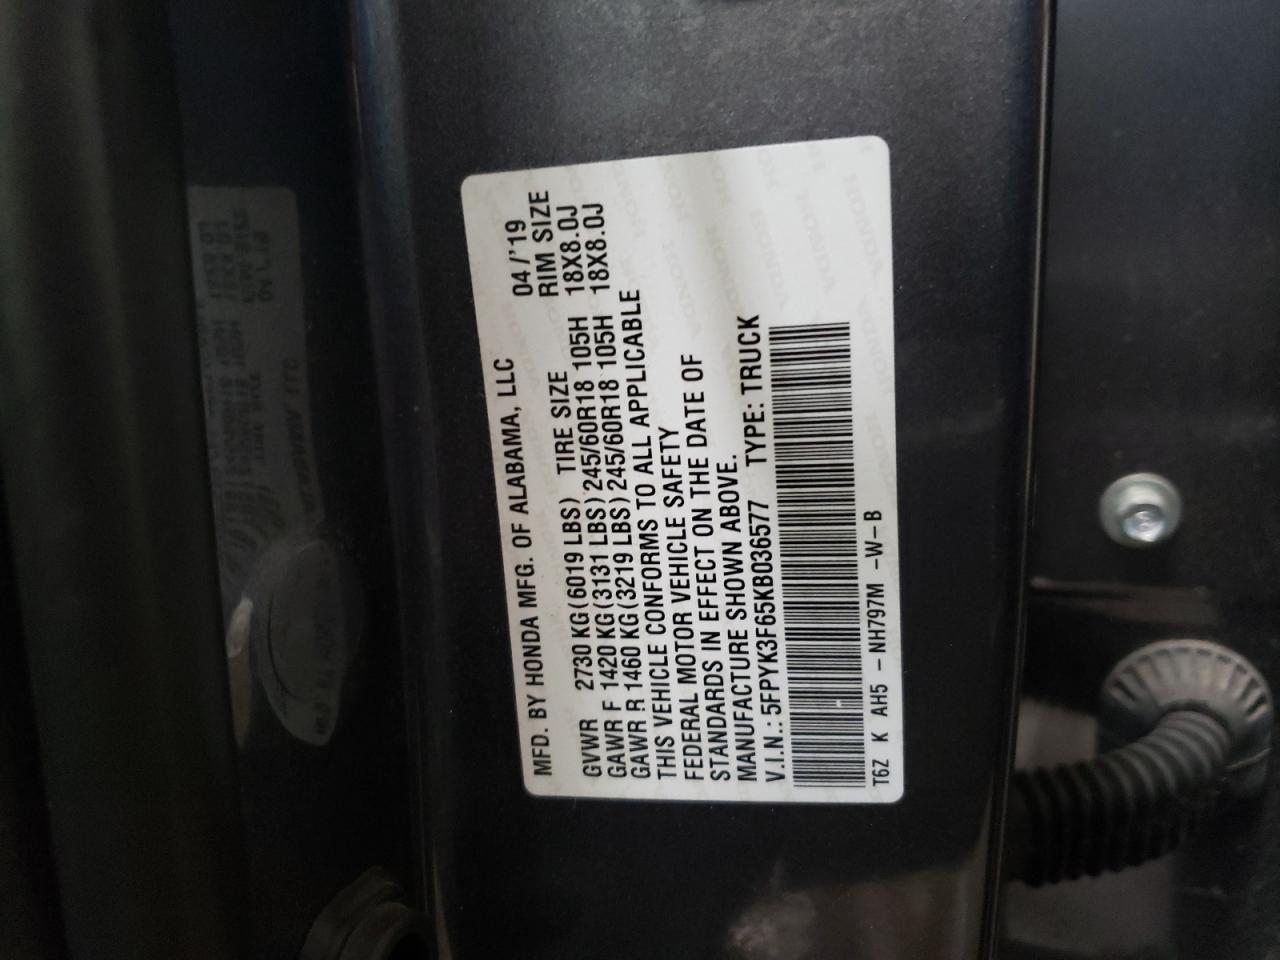 MFD. BY HONDA MFG. OF ALABAMA, LLC 04/'19
GVWR 2730 KG(6019 LBS) TIRE SIZE RIM SIZE
GAWR F 1420 KG(3131 LBS) 245/60R18 105H 18X8.0J
GAWR R 1460 KG(3219 LBS) 245/60R18 105H 18X8.0J
THIS VEHICLE CONFORMS TO ALL APPLICABLE
FEDERAL MOTOR VEHICLE SAFETY
STANDARDS IN EFFECT ON THE DATE OF
MANUFACTURE SHOWN ABOVE.
V.I.N.: 5FPYK3F65KB036577 TYPE: TRUCK
T6Z K AH5 - NH797M -W-B